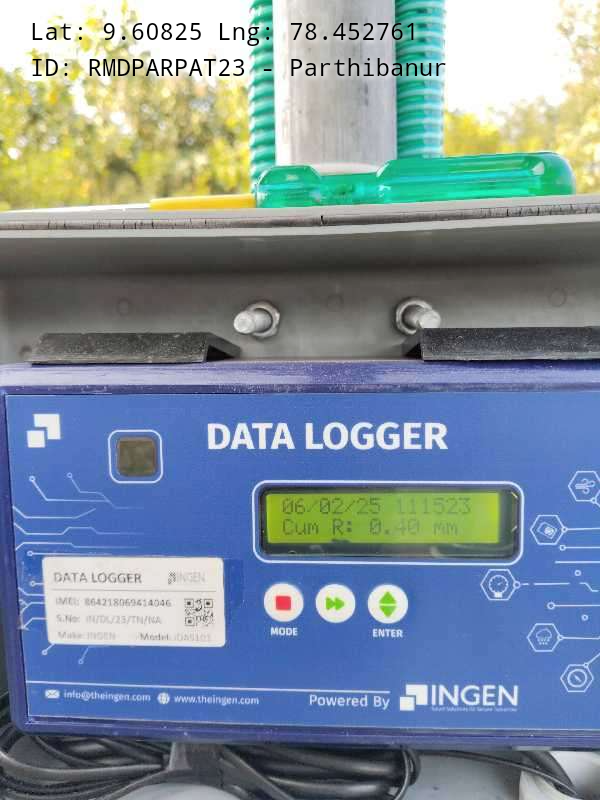 Lat: 9.60825 Lng: 78.452761
ID: RMDPARPAT23 - Parthibanur
DATA LOGGER
06/02/25 111523
Cum R: 0.40 mm
DATA LOGGER INGEN
IMEI: 864218069414046
S.No: IN/DL/23/TN/NA
Make: INGEN Model: iDAS101
MODE
ENTER
info@theingen.com www.theingen.com
Powered By INGEN